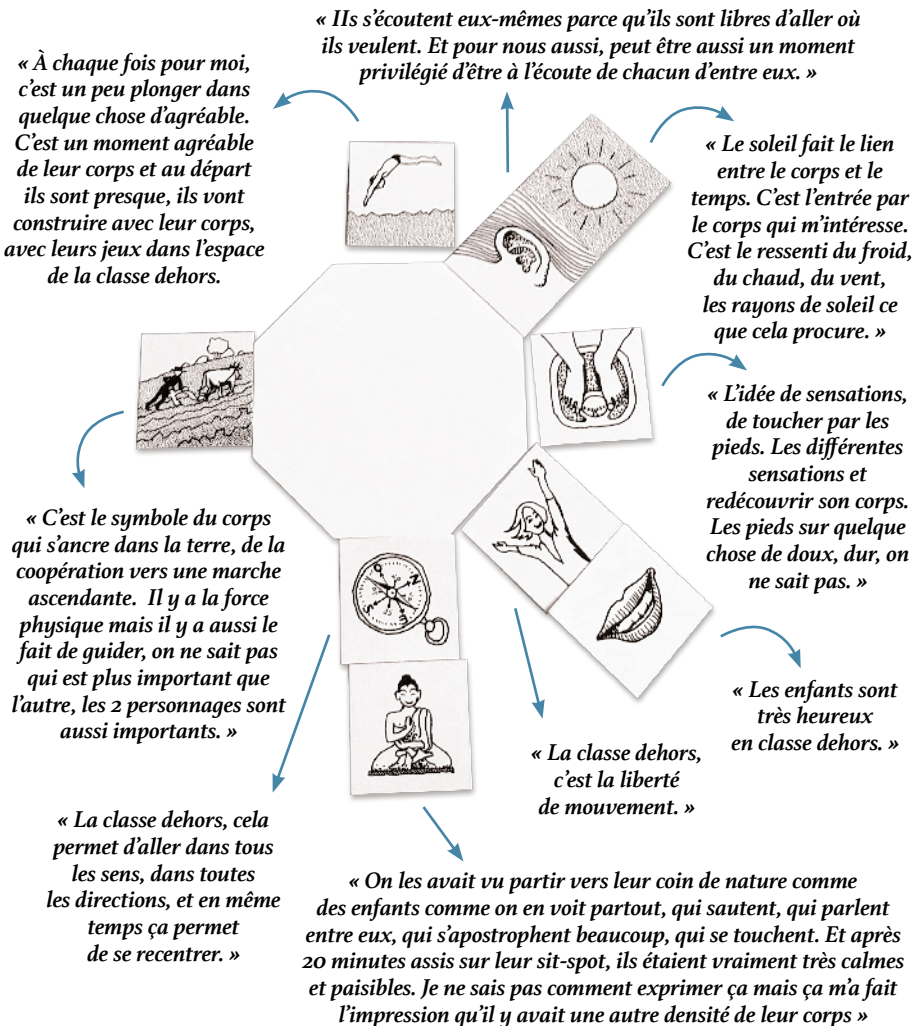 « IIs s'écoutent eux-mêmes parce qu'ils sont libres d'aller où
ils veulent. Et pour nous aussi, peut être aussi un moment
privilégié d'être à l'écoute de chacun d'entre eux. »
« À chaque fois pour moi,
c'est un peu plonger dans
quelque chose d'agréable.
C'est un moment agréable
de leur corps et au départ
ils sont presque, ils vont
construire avec leur corps,
avec leurs jeux dans l'espace
de la classe dehors.
« Le soleil fait le lien
entre le corps et le
temps. C'est l'entrée par
le corps qui m'intéresse.
C'est le ressenti du froid,
du chaud, du vent,
les rayons de soleil ce
que cela procure. »
« L'idée de sensations,
de toucher par les
pieds. Les différentes
sensations et
redécouvrir son corps.
Les pieds sur quelque
chose de doux, dur, on
ne sait pas. »
« C'est le symbole du corps
qui s'ancre dans la terre, de la
coopération vers une marche
ascendante. Il y a la force
physique mais il y a aussi le
fait de guider, on ne sait pas
qui est plus important que
l'autre, les 2 personnages sont
aussi importants. »
« Les enfants sont
très heureux
en classe dehors. »
« La classe dehors,
c'est la liberté
de mouvement. »
« La classe dehors, cela
permet d'aller dans tous
les sens, dans toutes
les directions, et en même
temps ça permet
de se recentrer. »
« On les avait vu partir vers leur coin de nature comme
des enfants comme on en voit partout, qui sautent, qui parlent
entre eux, qui s'apostrophent beaucoup, qui se touchent. Et après
20 minutes assis sur leur sit-spot, ils étaient vraiment très calmes
et paisibles. Je ne sais pas comment exprimer ça mais ça m'a fait
l'impression qu'il y avait une autre densité de leur corps »